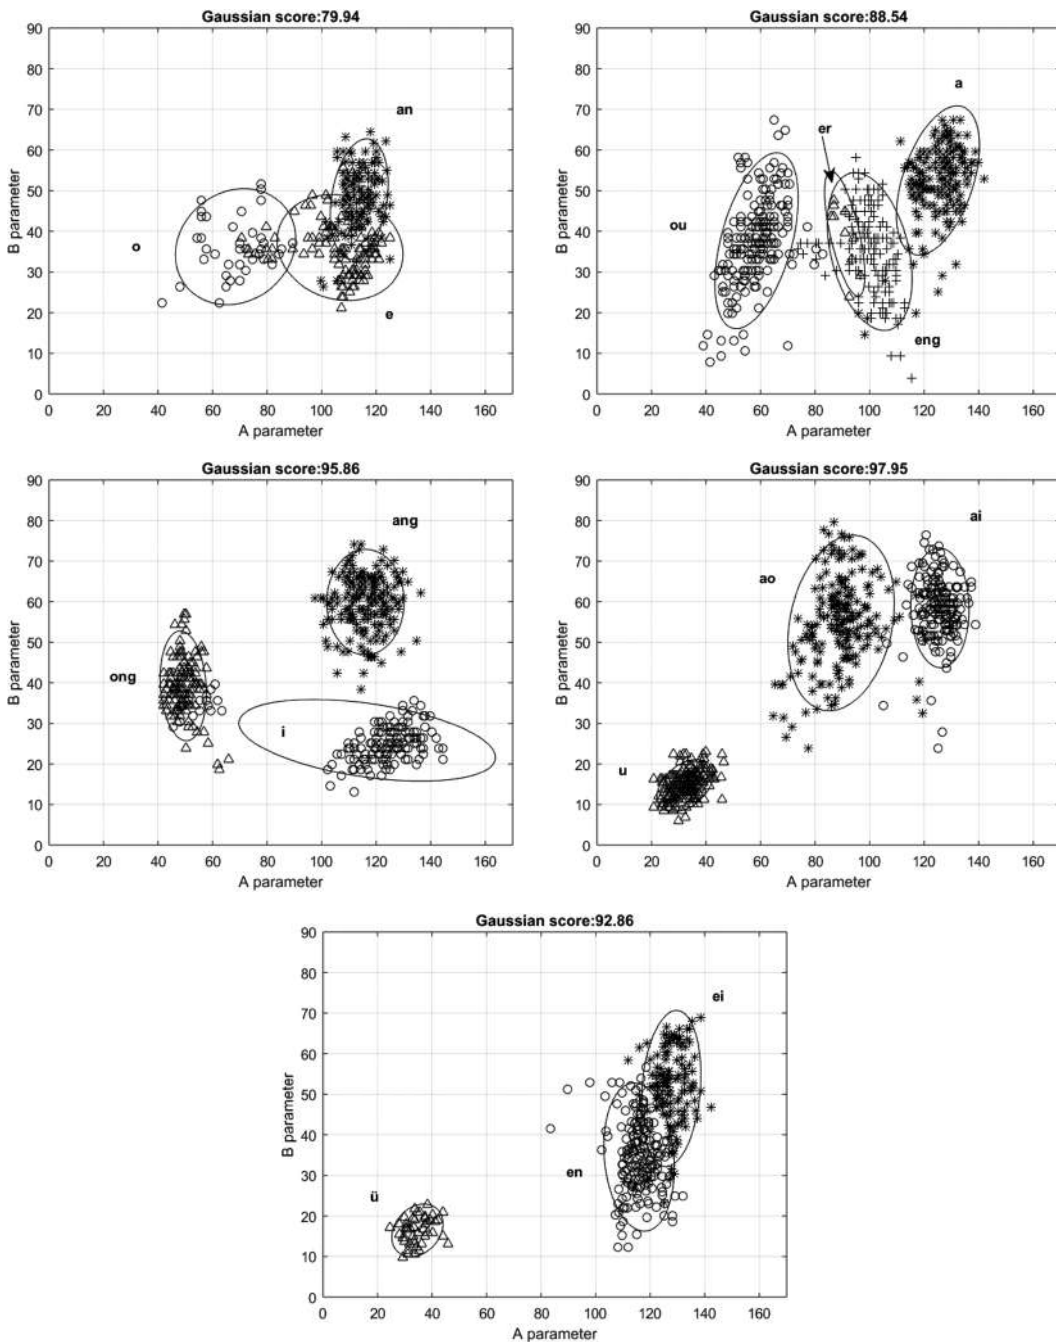 Gaussian score:79.94
90
80
70
60
50
40
30
20
10
0
B parameter
an
o
e
0 20 40 60 80 100 120 140 160
A parameter
Gaussian score:88.54
90
80
70
60
50
40
30
20
10
0
B parameter
a
er
ou
eng
0 20 40 60 80 100 120 140 160
A parameter
Gaussian score:95.86
90
80
70
60
50
40
30
20
10
0
B parameter
ang
ong
i
0 20 40 60 80 100 120 140 160
A parameter
Gaussian score:97.95
90
80
70
60
50
40
30
20
10
0
B parameter
ai
ao
u
0 20 40 60 80 100 120 140 160
A parameter
Gaussian score:92.86
90
80
70
60
50
40
30
20
10
0
B parameter
ei
en
ü
0 20 40 60 80 100 120 140 160
A parameter